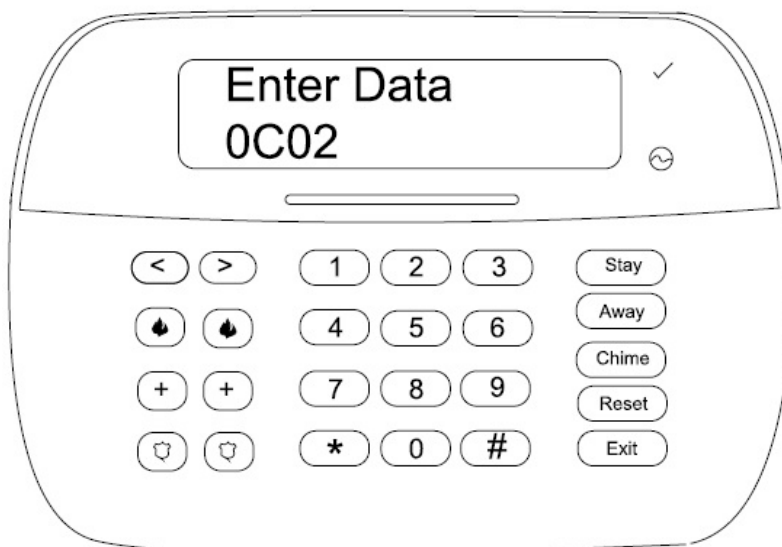 Enter Data
0C02
< >
1 2 3
Stay
Away
4 5 6
Chime
+ +
7 8 9
Reset
* 0 #
Exit